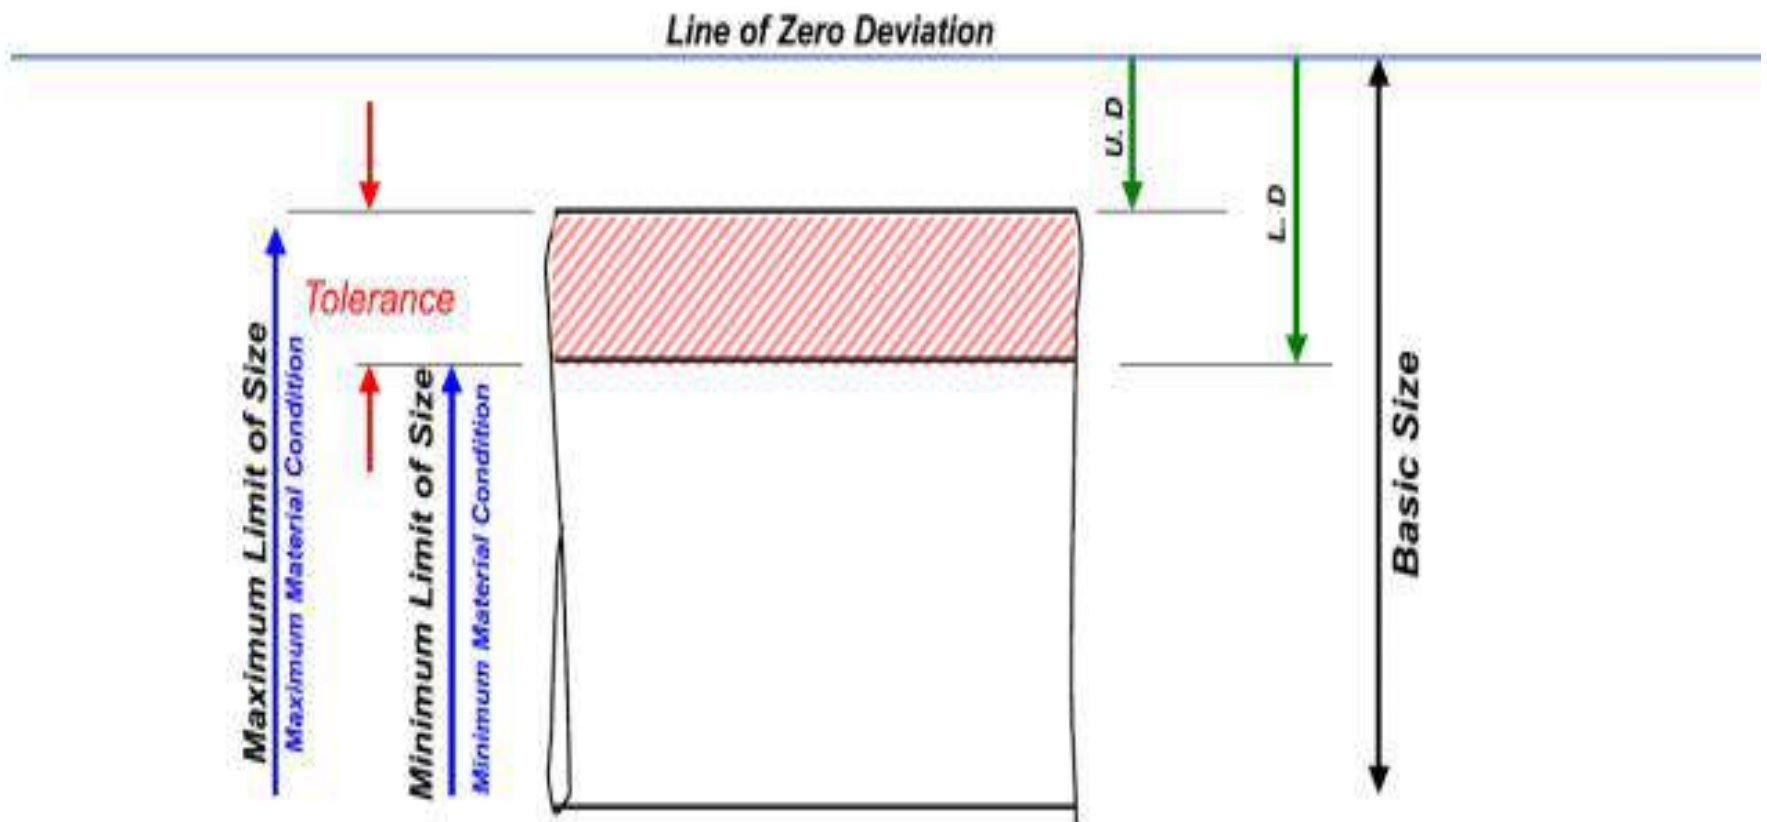 Line of Zero Deviation
U. D
L. D
Tolerance
Maximum Limit of Size
Maximum Material Condition
Minimum Limit of Size
Minimum Material Condition
Basic Size